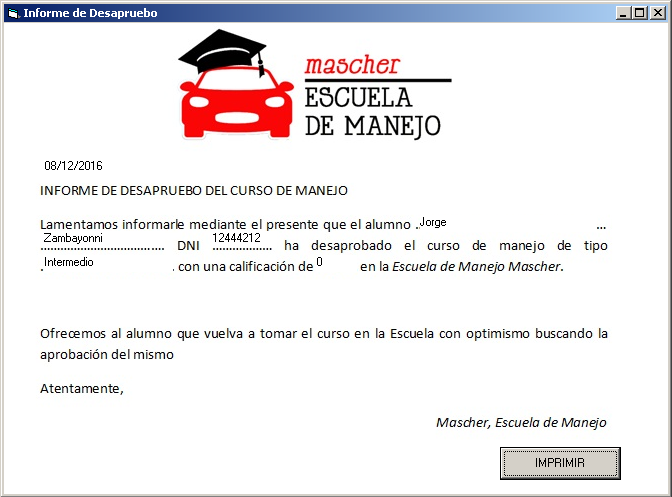 Informe de Desapruebo
mascher
ESCUELA
DE MANEJO
08/12/2016
INFORME DE DESAPRUEBO DEL CURSO DE MANEJO
Lamentamos informarle mediante el presente que el alumno .Jorge ...
Zambayonni DNI 12444212 ha desaprobado el curso de manejo de tipo
.Intermedio . con una calificación de 0 en la Escuela de Manejo Mascher.
Ofrecemos al alumno que vuelva a tomar el curso en la Escuela con optimismo buscando la
aprobación del mismo
Atentamente,
Mascher, Escuela de Manejo
IMPRIMIR